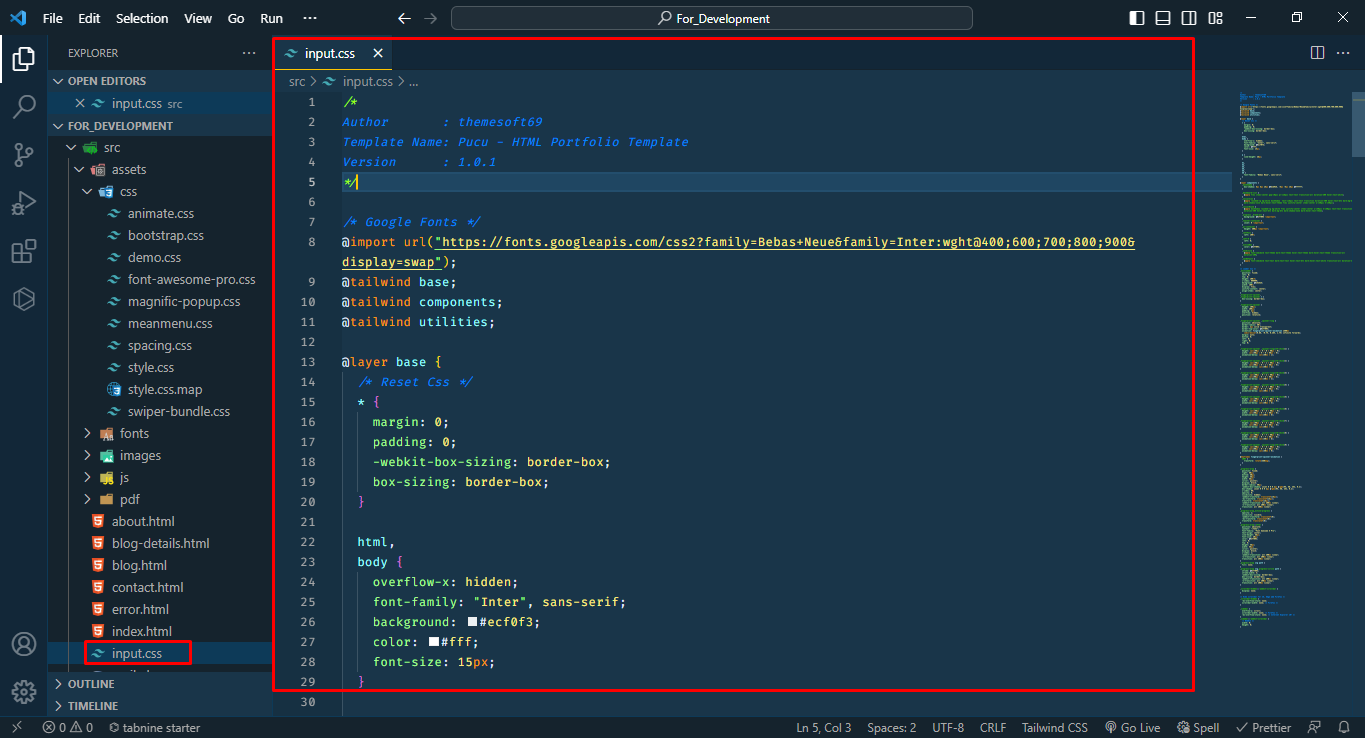 File Edit Selection View Go Run ···
For_Development
EXPLORER ···
OPEN EDITORS
input.css src
FOR_DEVELOPMENT
src
assets
css
animate.css
bootstrap.css
demo.css
font-awesome-pro.css
magnific-popup.css
meanmenu.css
spacing.css
style.css
style.css.map
swiper-bundle.css
fonts
images
js
pdf
about.html
blog-details.html
blog.html
contact.html
error.html
index.html
input.css
OUTLINE
TIMELINE
input.css
src > input.css > ...
1 /*
2 Author : themesoft69
3 Template Name: Pucu - HTML Portfolio Template
4 Version : 1.0.1
5 */
6
7 /* Google Fonts */
8 @import url("https://fonts.googleapis.com/css2?family=Bebas+Neue&family=Inter:wght@400;600;700;800;900&
display=swap");
9 @tailwind base;
10 @tailwind components;
11 @tailwind utilities;
12
13 @layer base {
14 /* Reset Css */
15 * {
16 margin: 0;
17 padding: 0;
18 -webkit-box-sizing: border-box;
19 box-sizing: border-box;
20 }
21
22 html,
23 body {
24 overflow-x: hidden;
25 font-family: "Inter", sans-serif;
26 background: #ecf0f3;
27 color: #fff;
28 font-size: 15px;
29 }
30
0 0 tabnine starter
Ln 5, Col 3 Spaces: 2 UTF-8 CRLF Tailwind CSS Go Live Spell Prettier